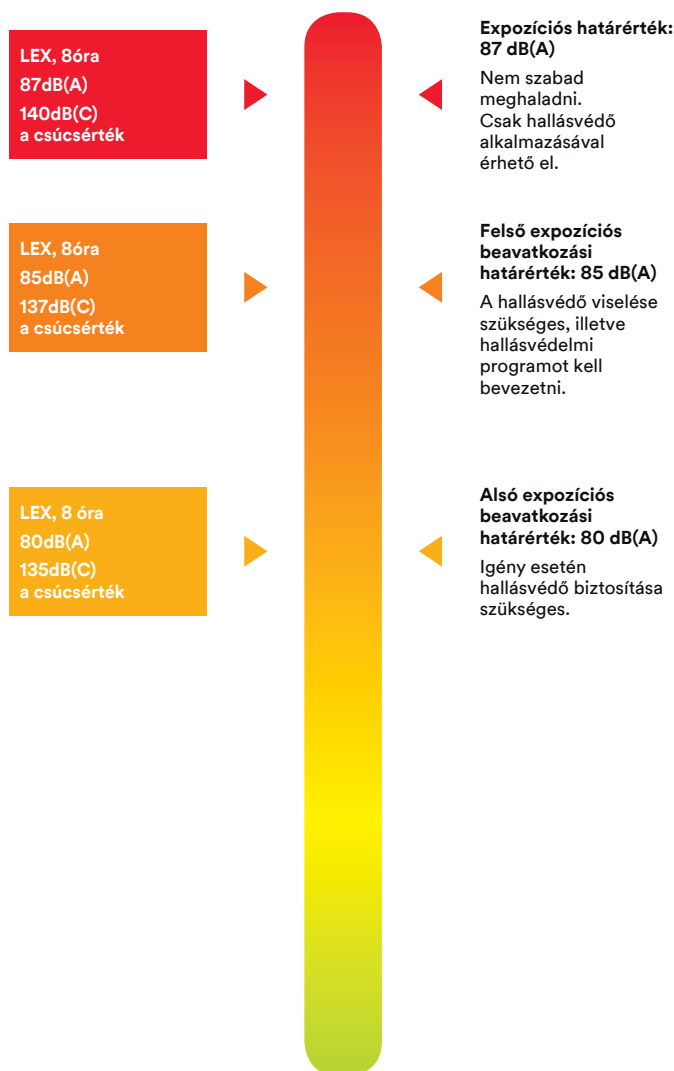 LEX, 8óra
87dB(A)
140dB(C)
a csúcsérték
Expozíciós határérték:
87 dB(A)
Nem szabad
meghaladni.
Csak hallásvédő
alkalmazásával
érhető el.
LEX, 8óra
85dB(A)
137dB(C)
a csúcsérték
Felső expozíciós
beavatkozási
határérték: 85 dB(A)
A hallásvédő viselése
szükséges, illetve
hallásvédelmi
programot kell
bevezetni.
LEX, 8 óra
80dB(A)
135dB(C)
a csúcsérték
Alsó expozíciós
beavatkozási
határérték: 80 dB(A)
Igény esetén
hallásvédő biztosítása
szükséges.